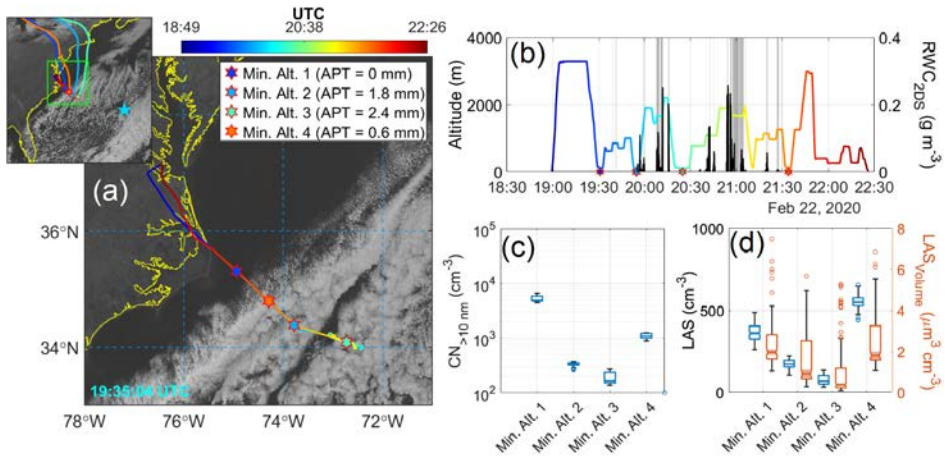 UTC
18:49 20:38 22:26
Min. Alt. 1 (APT = 0 mm)
Min. Alt. 2 (APT = 1.8 mm)
Min. Alt. 3 (APT = 2.4 mm)
Min. Alt. 4 (APT = 0.6 mm)
(a)
36°N
34°N
19:35:04 UTC
78°W 76°W 74°W 72°W
(b)
Altitude (m)
4000
2000
0
RWC2DS (g m-3)
0.4
0.2
0
18:30 19:00 19:30 20:00 20:30 21:00 21:30 22:00 22:30
Feb 22, 2020
(c)
CN>10 nm (cm-3)
10^5
10^4
10^3
10^2
Min. Alt. 1
Min. Alt. 2
Min. Alt. 3
Min. Alt. 4
(d)
LAS (cm-3)
1000
500
0
LASVolume (μm3 cm-3)
8
6
4
2
0
Min. Alt. 1
Min. Alt. 2
Min. Alt. 3
Min. Alt. 4